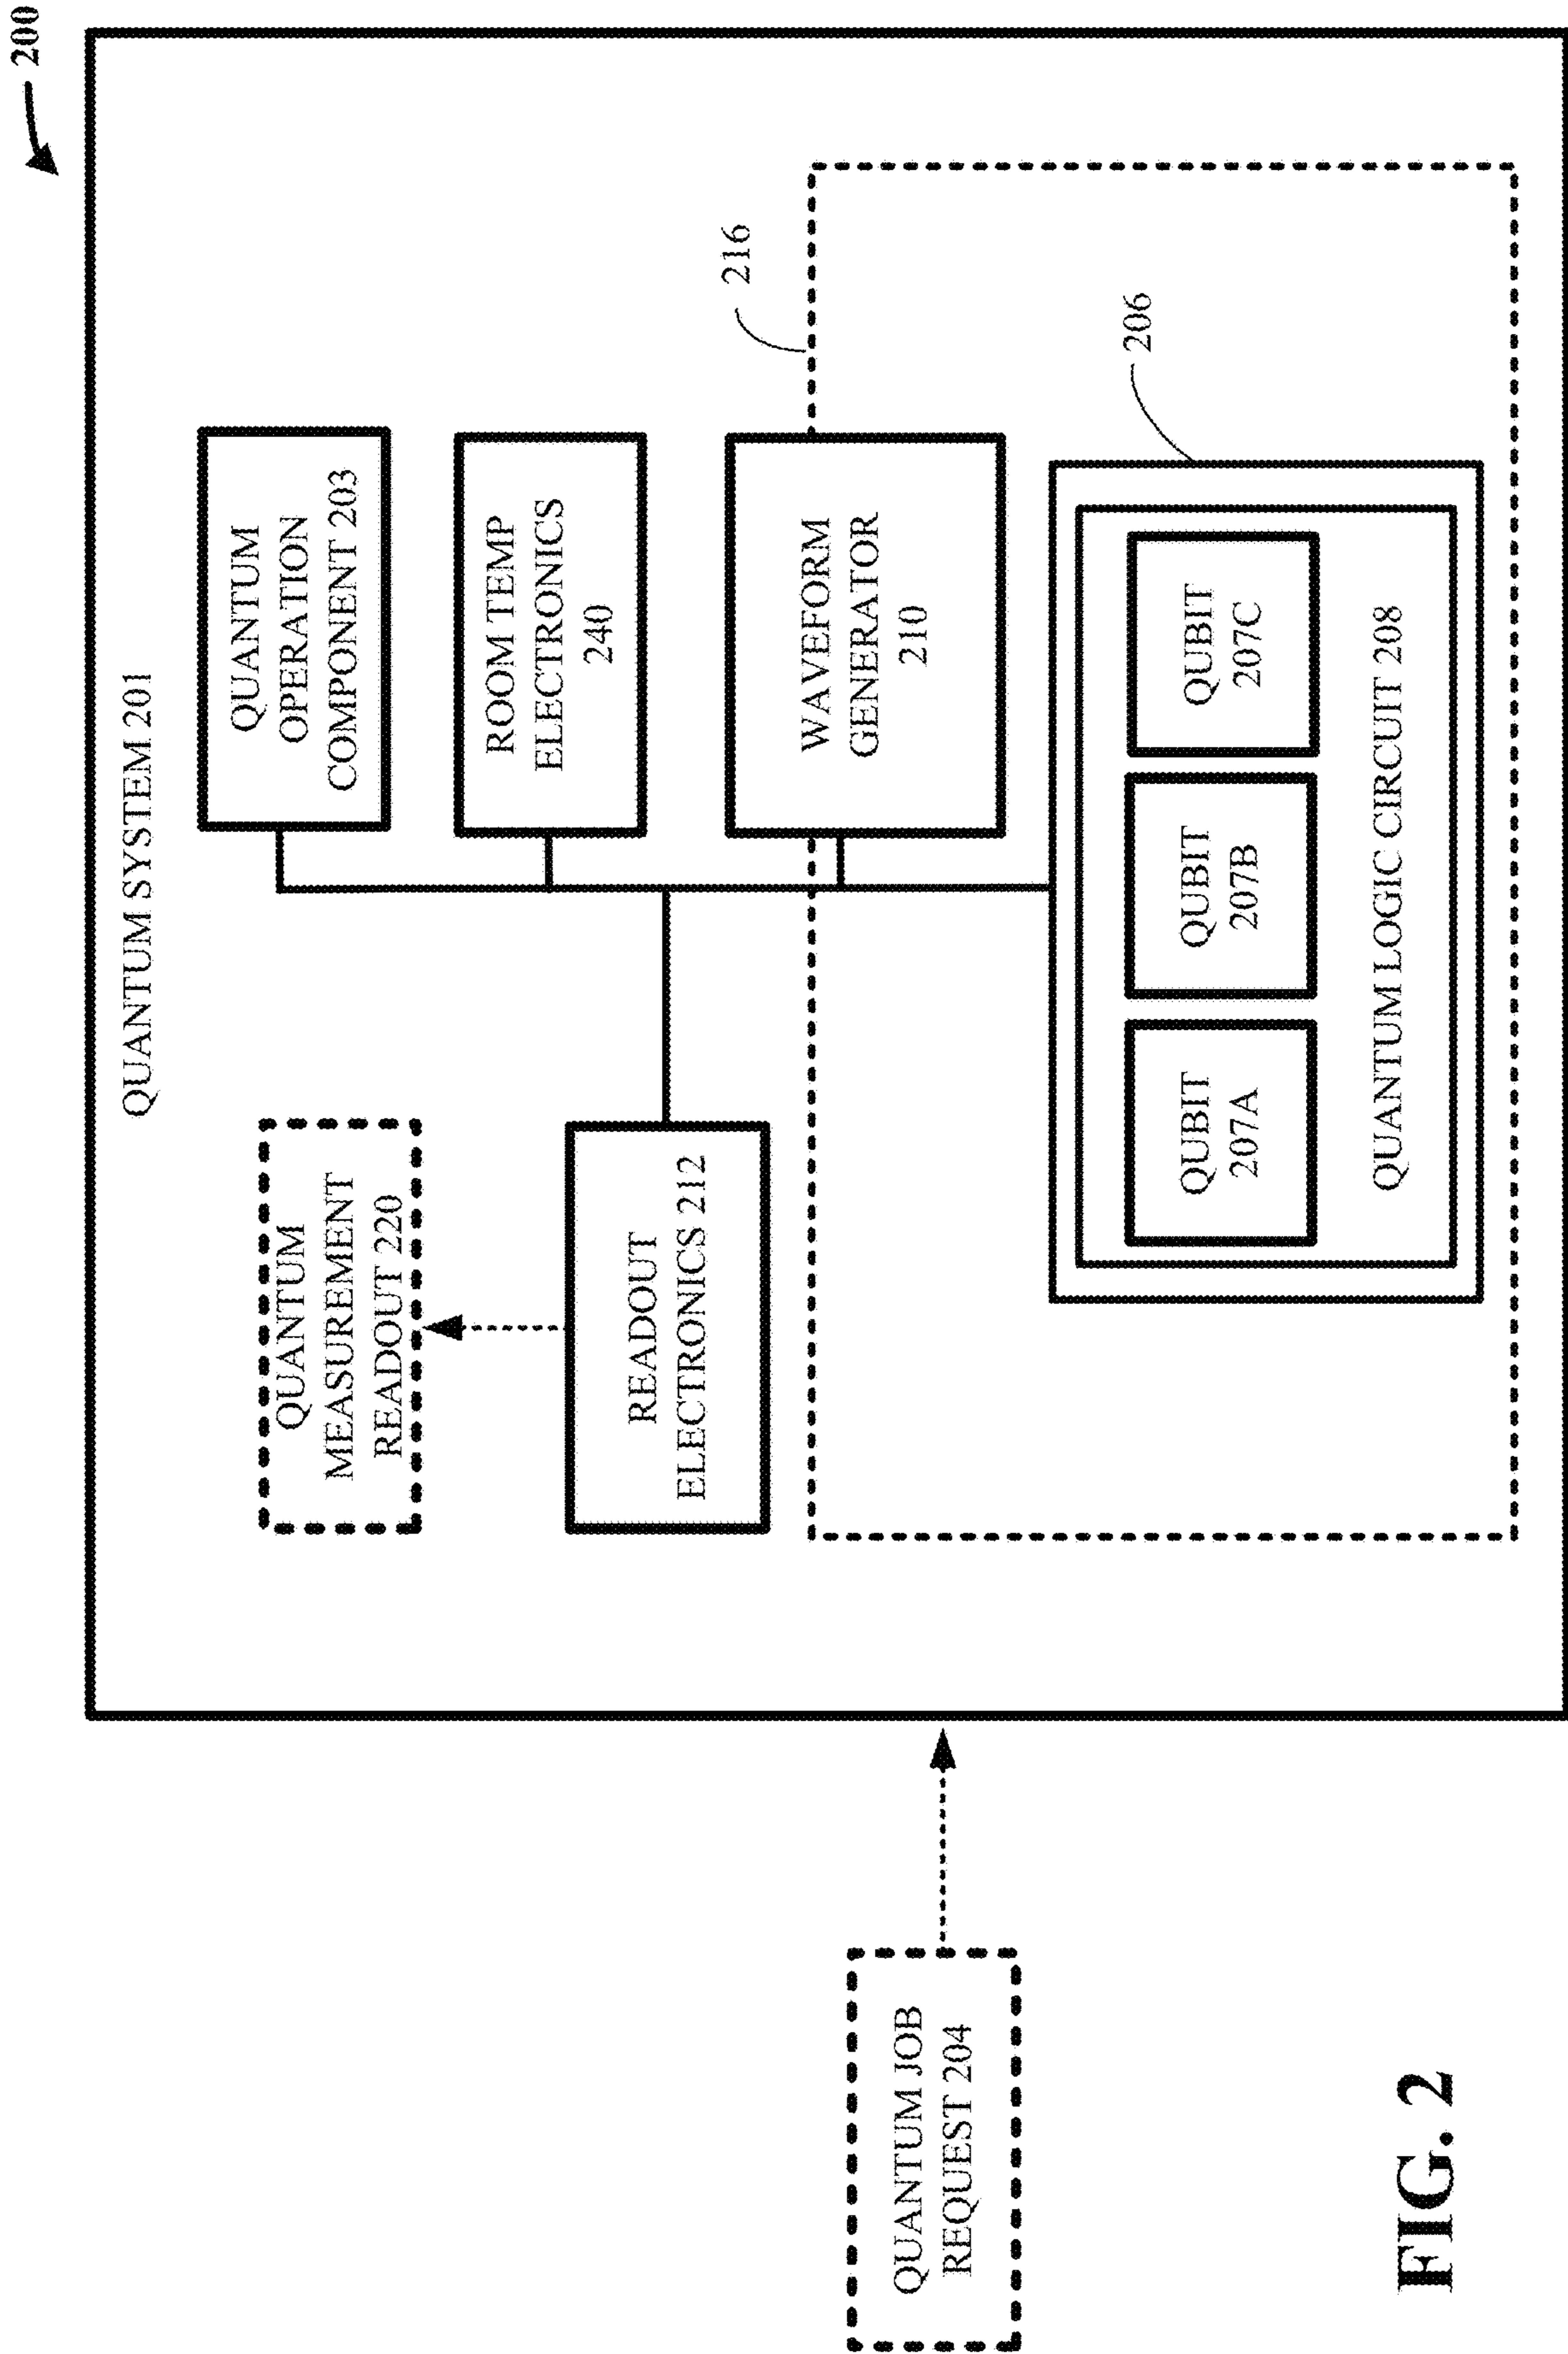 200
QUANTUM SYSTEM 201
QUANTUM
MEASUREMENT
READOUT 220
QUANTUM
OPERATION
COMPONENT 203
ROOM TEMP
ELECTRONICS
240
READOUT
ELECTRONICS 212
216
WAVEFORM
GENERATOR
210
QUANTUM JOB
REQUEST 204
206
QUBIT
207A
QUBIT
207B
QUBIT
207C
QUANTUM LOGIC CIRCUIT 208
FIG. 2